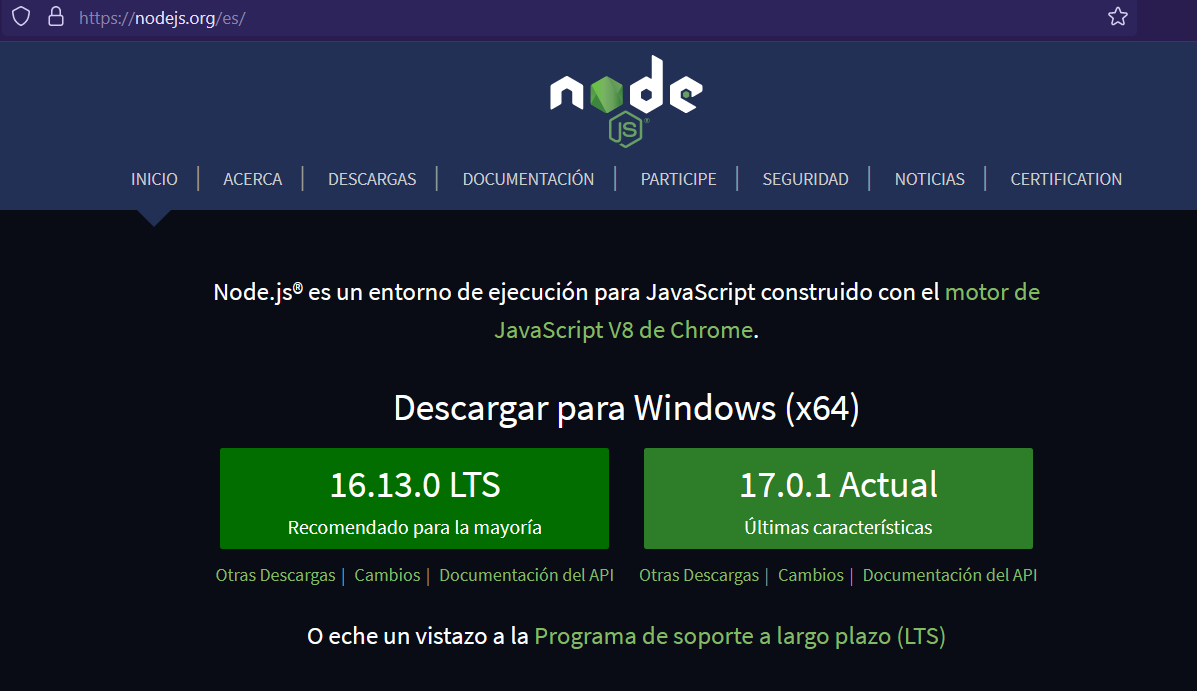 https://nodejs.org/es/
node
JS®
INICIO | ACERCA | DESCARGAS | DOCUMENTACIÓN | PARTICIPE | SEGURIDAD | NOTICIAS | CERTIFICATION
Node.js® es un entorno de ejecución para JavaScript construido con el motor de
JavaScript V8 de Chrome.
Descargar para Windows (x64)
16.13.0 LTS
Recomendado para la mayoría
17.0.1 Actual
Últimas características
Otras Descargas | Cambios | Documentación del API
Otras Descargas | Cambios | Documentación del API
O eche un vistazo a la Programa de soporte a largo plazo (LTS)